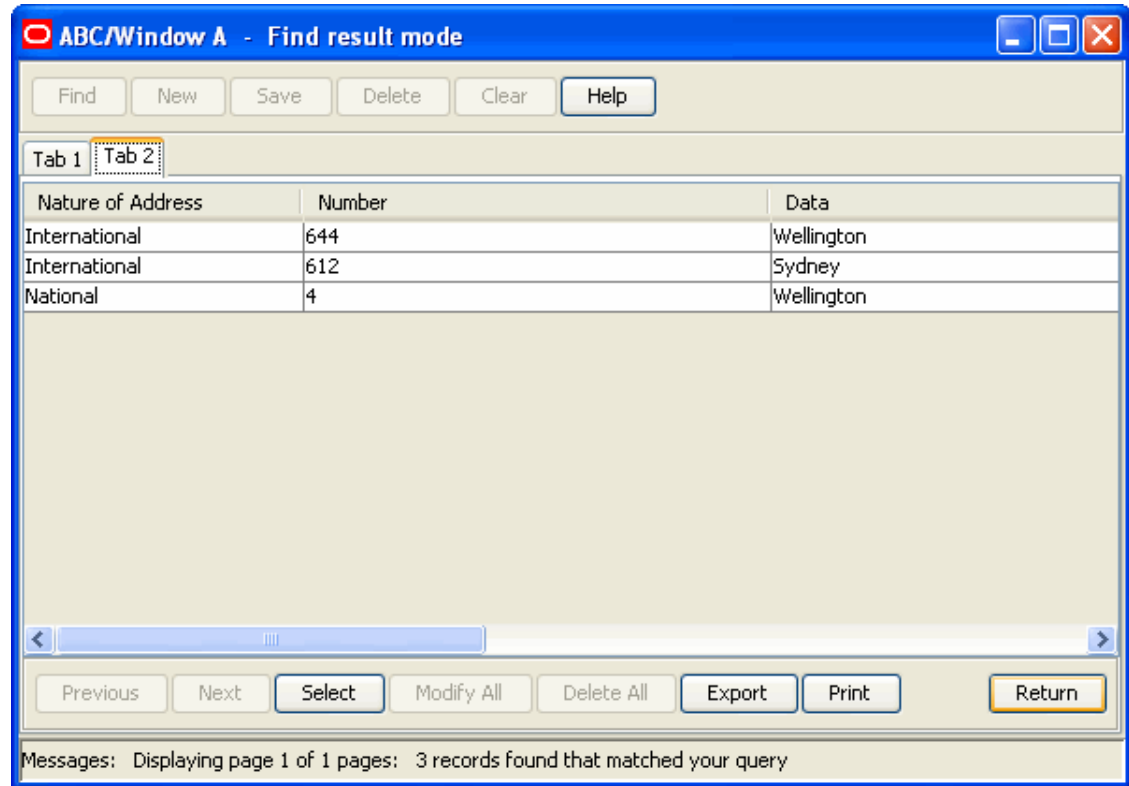 ABC/Window A - Find result mode
Find New Save Delete Clear Help
Tab 1 Tab 2
Nature of Address Number Data
International 644 Wellington
International 612 Sydney
National 4 Wellington
Previous Next Select Modify All Delete All Export Print Return
Messages: Displaying page 1 of 1 pages: 3 records found that matched your query